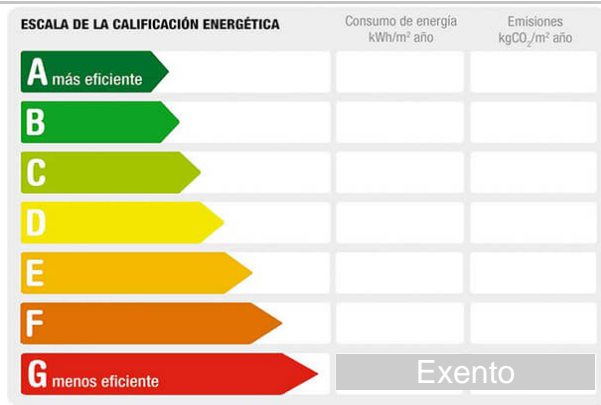 ESCALA DE LA CALIFICACIÓN ENERGÉTICA
Consumo de energía
kWh/m² año
Emisiones
kgCO₂/m² año
A más eficiente
B
C
D
E
F
G menos eficiente
Exento